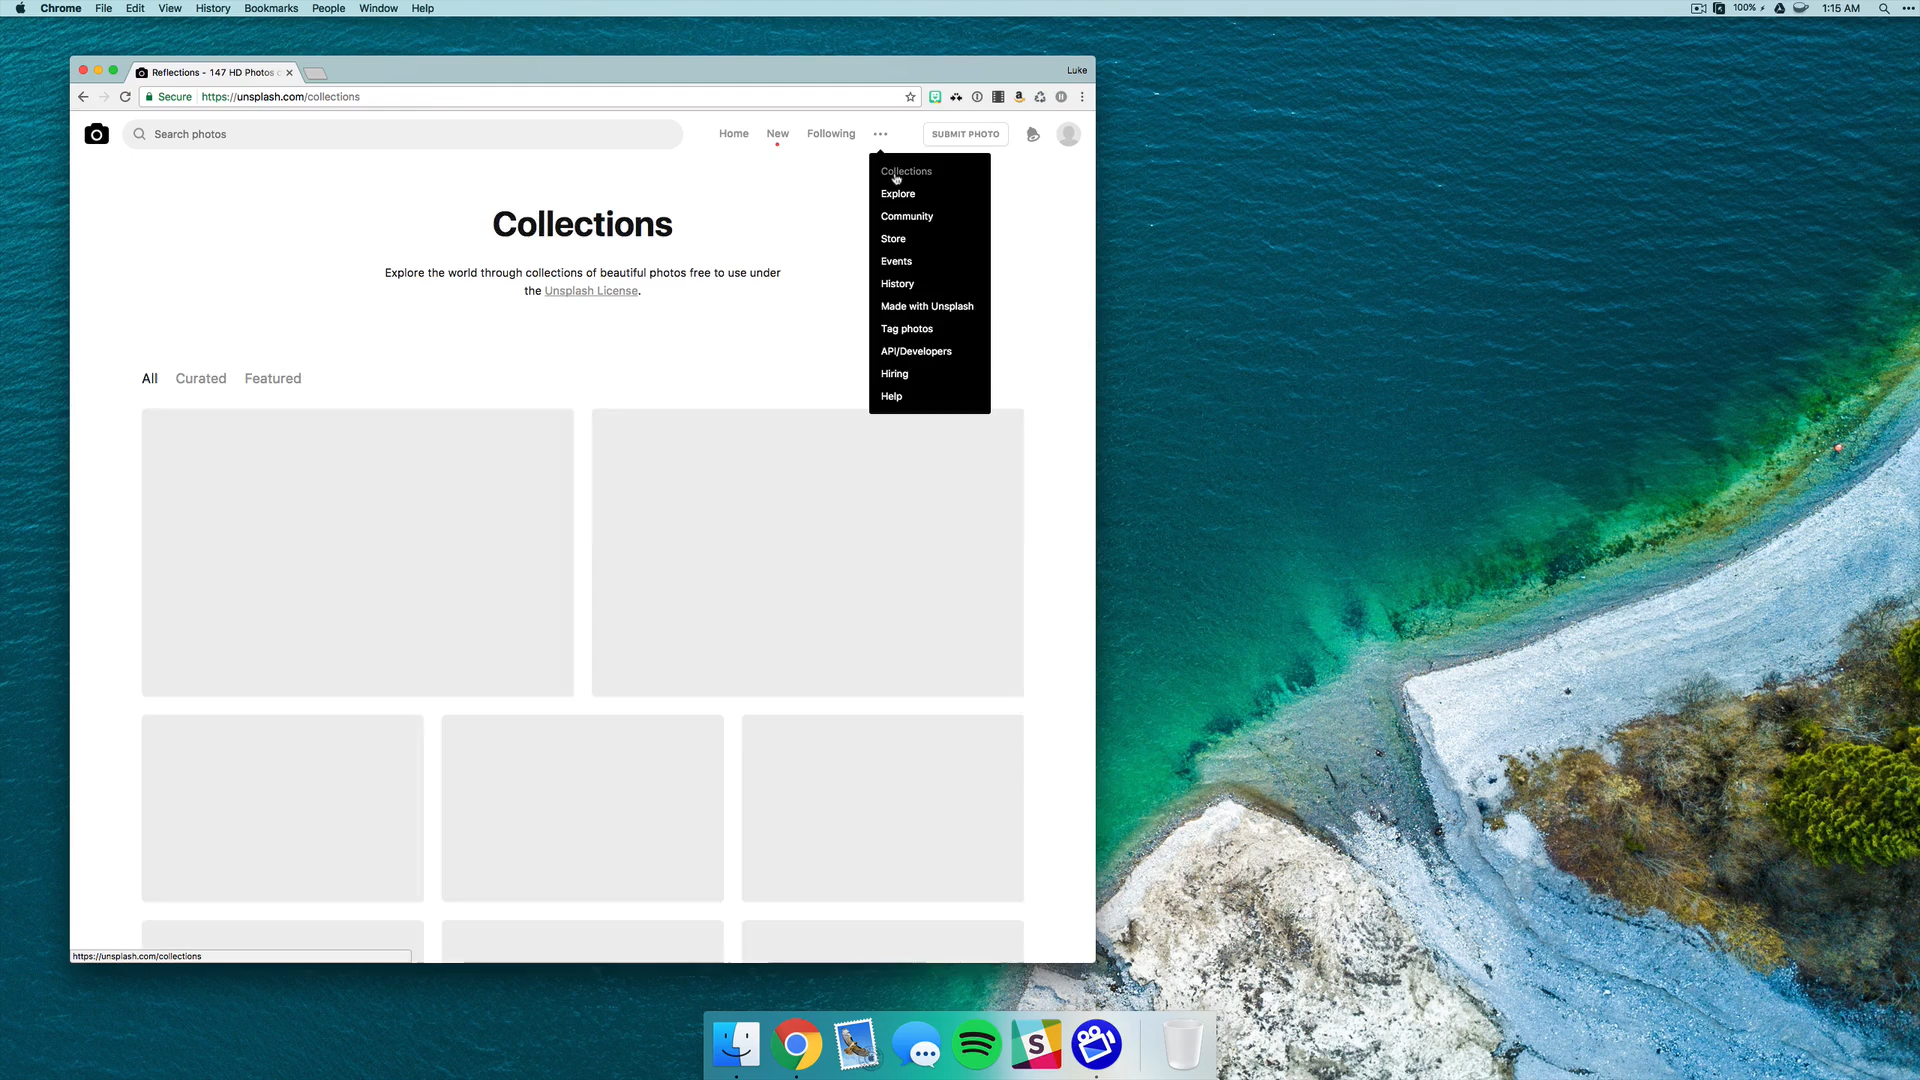 Chrome File Edit View History Bookmarks People Window Help
100%
1:15 AM
Reflections - 147 HD Photos
Luke
Secure https://unsplash.com/collections
Search photos
Home New Following SUBMIT PHOTO
Collections
Explore
Community
Store
Events
History
Made with Unsplash
Tag photos
API/Developers
Hiring
Help
Collections
Explore the world through collections of beautiful photos free to use under
the Unsplash License.
All Curated Featured
https://unsplash.com/collections
S